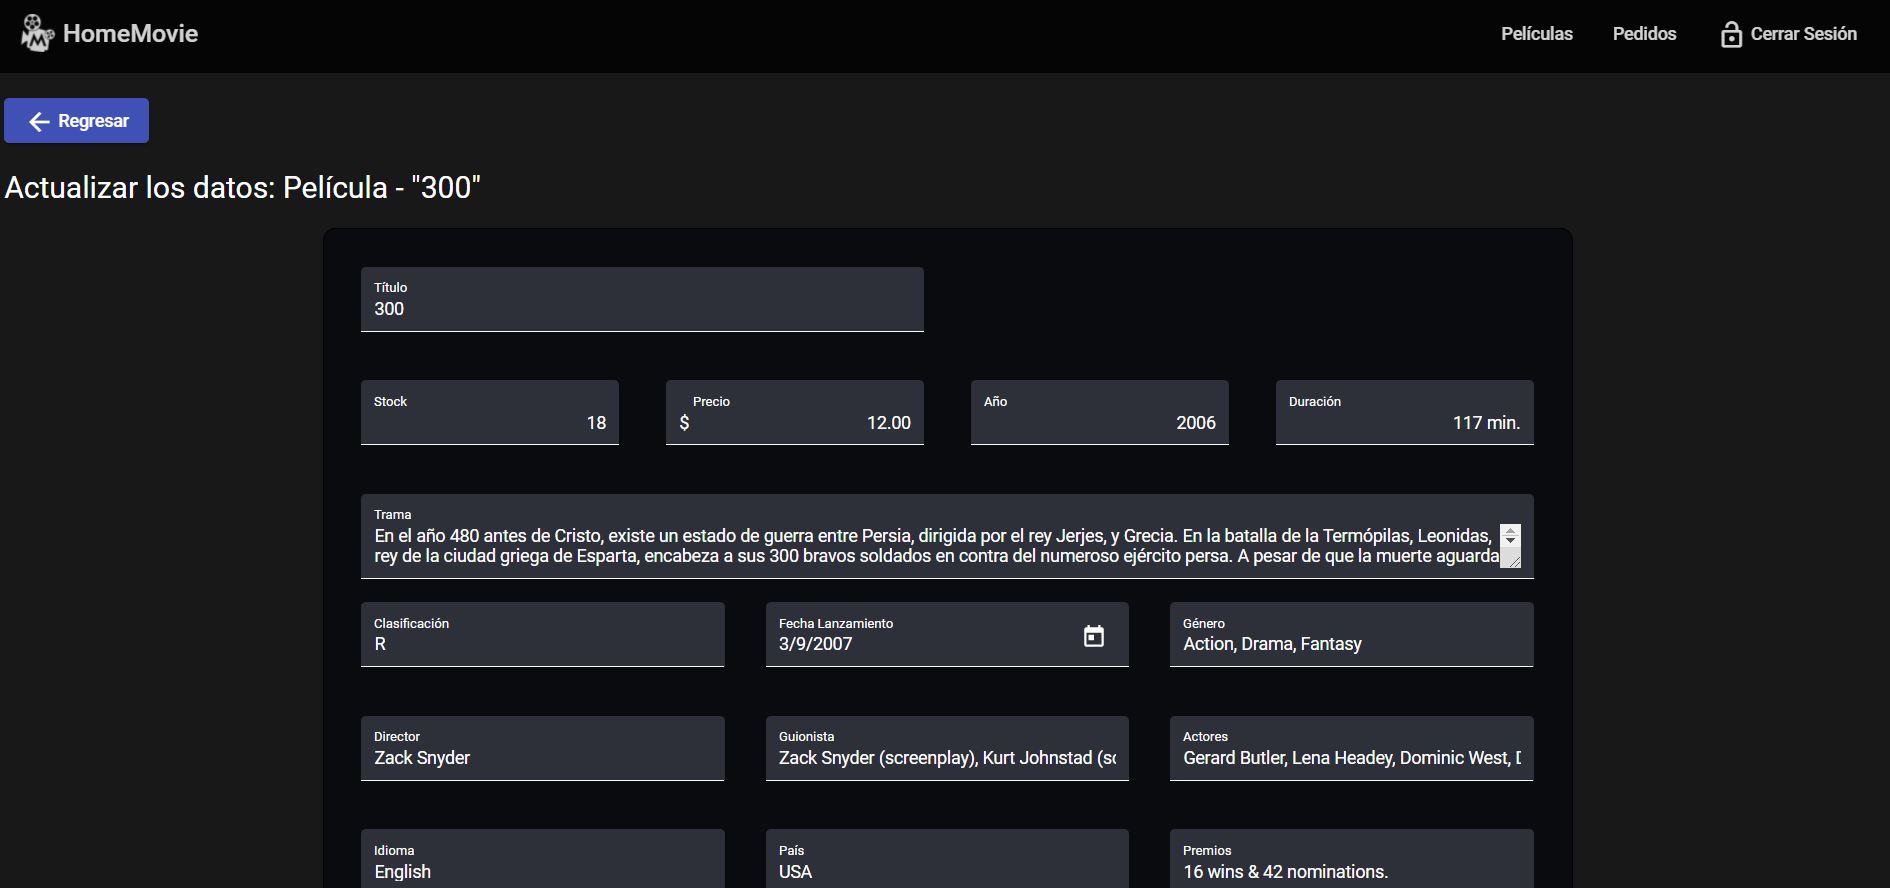 HomeMovie
Películas
Pedidos
Cerrar Sesión
Regresar
Actualizar los datos: Película - "300"
Título
300
Stock
18
Precio
$ 12.00
Año
2006
Duración
117 min.
Trama
En el año 480 antes de Cristo, existe un estado de guerra entre Persia, dirigida por el rey Jerjes, y Grecia. En la batalla de la Termópilas, Leonidas,
rey de la ciudad griega de Esparta, encabeza a sus 300 bravos soldados en contra del numeroso ejército persa. A pesar de que la muerte aguarda
Clasificación
R
Fecha Lanzamiento
3/9/2007
Género
Action, Drama, Fantasy
Director
Zack Snyder
Guionista
Zack Snyder (screenplay), Kurt Johnstad (sc
Actores
Gerard Butler, Lena Headey, Dominic West,
Idioma
English
País
USA
Premios
16 wins & 42 nominations.